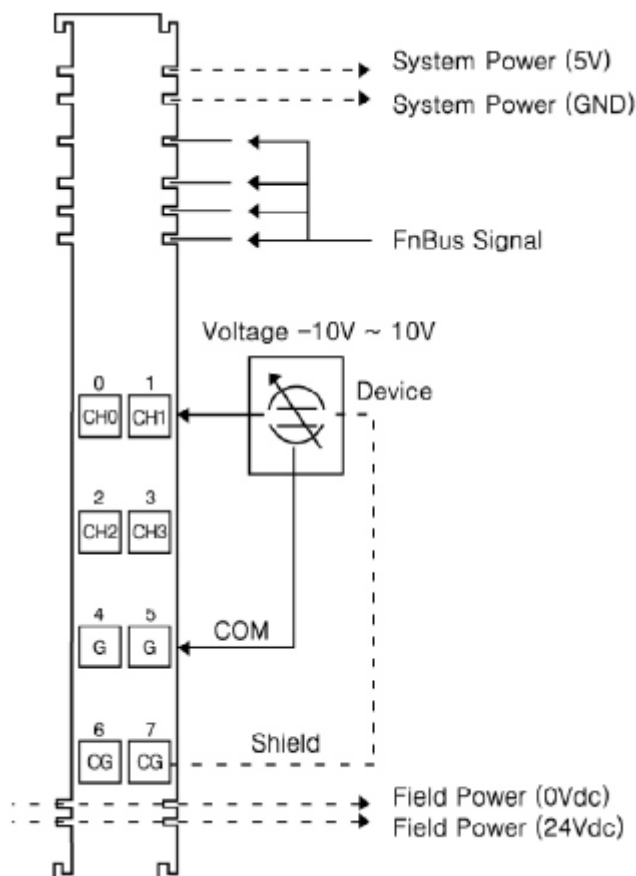 System Power (5V)
System Power (GND)
FnBus Signal
Voltage -10V ~ 10V
Device
0 1
CH0 CH1
2 3
CH2 CH3
4 5
G G
COM
6 7
CG CG
Shield
Field Power (0Vdc)
Field Power (24Vdc)